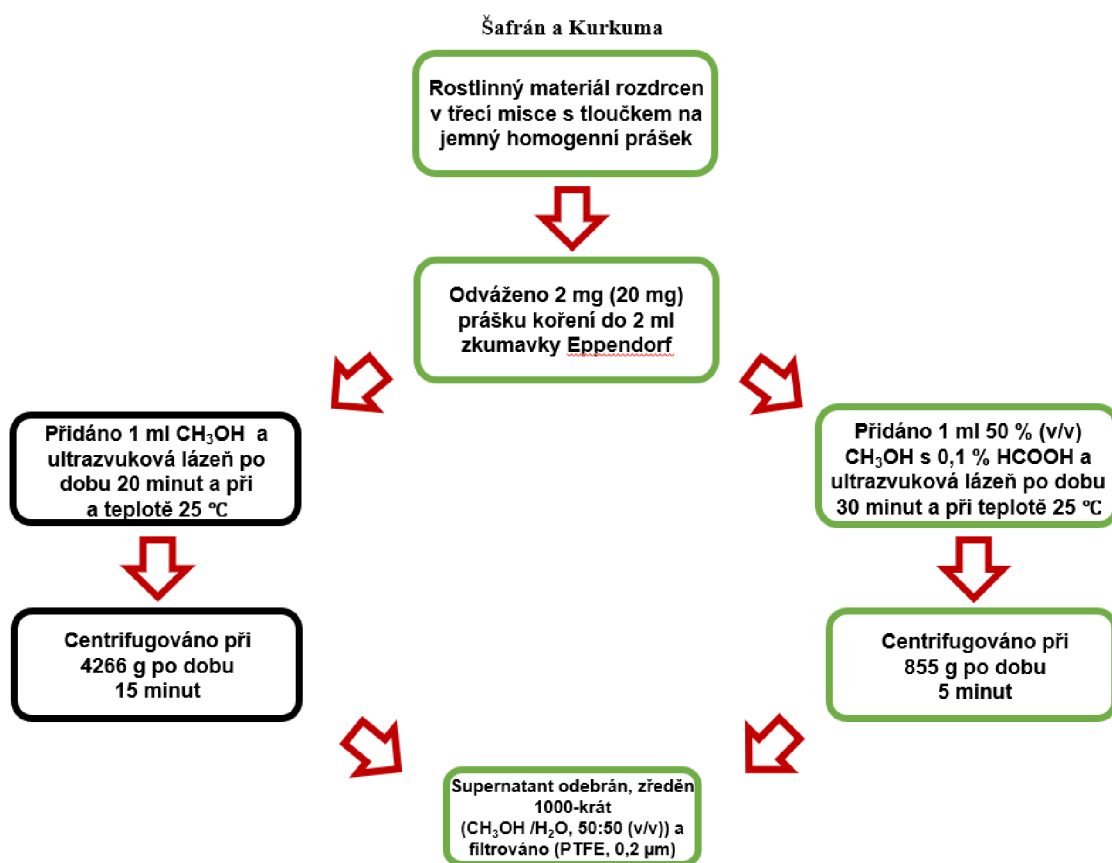 Šafrán a Kurkuma
Rostlinný materiál rozdrcen
v třecí misce s tloučkem na
jemný homogenní prášek
Odváženo 2 mg (20 mg)
prášku koření do 2 ml
zkumavky Eppendorf
Přidáno 1 ml CH₃OH a
ultrazvuková lázeň po
dobu 20 minut a při
a teplotě 25 ℃
Přidáno 1 ml 50 % (v/v)
CH₃OH s 0,1 % HCOOH a
ultrazvuková lázeň po dobu
30 minut a při teplotě 25 ℃
Centrifugováno při
4266 g po dobu
15 minut
Centrifugováno při
855 g po dobu
5 minut
Supernatant odebrán, zředěn
1000-krát
(CH₃OH /H₂O, 50:50 (v/v)) a
filtrováno (PTFE, 0,2 µm)